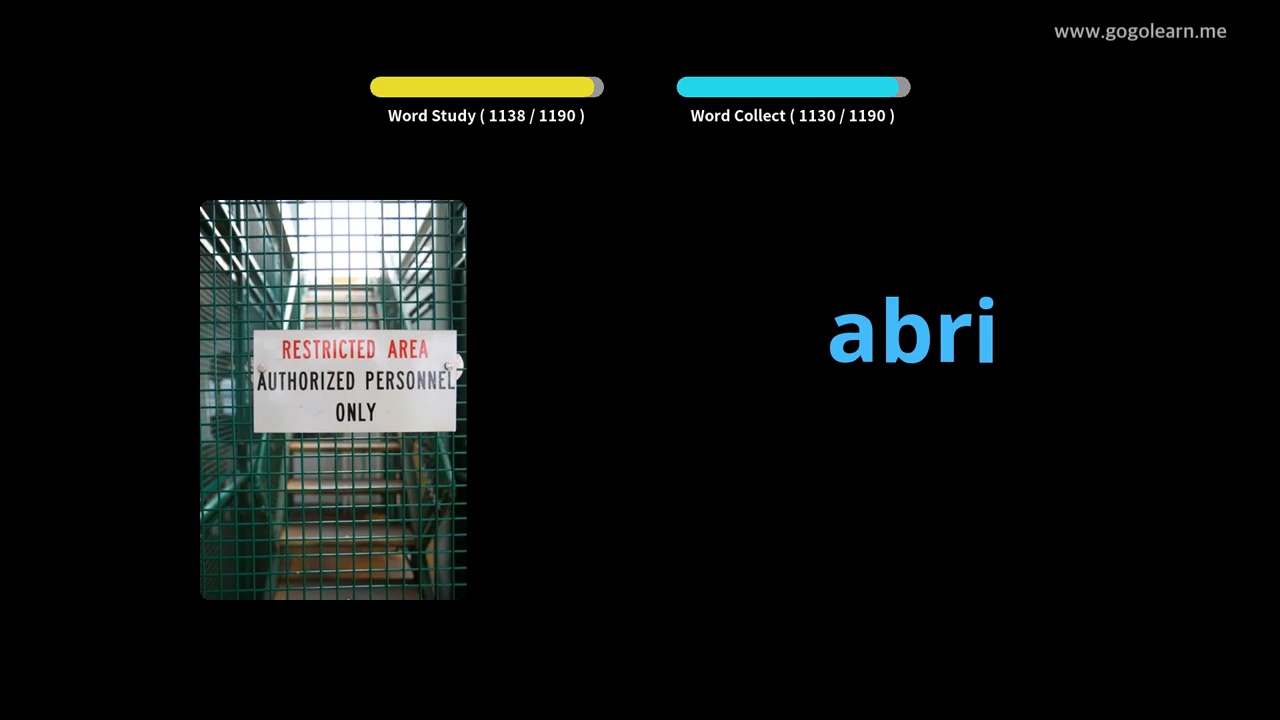 www.gogolearn.me
Word Study ( 1138 / 1190 )
Word Collect ( 1130 / 1190 )
RESTRICTED AREA
AUTHORIZED PERSONNEL
ONLY
abri